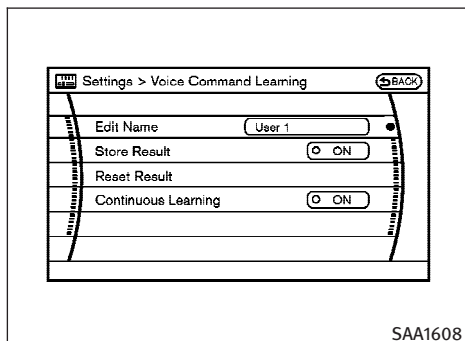 Settings > Voice Command Learning BACK
Edit Name User 1
Store Result ON
Reset Result
Continuous Learning ON
SAA1608